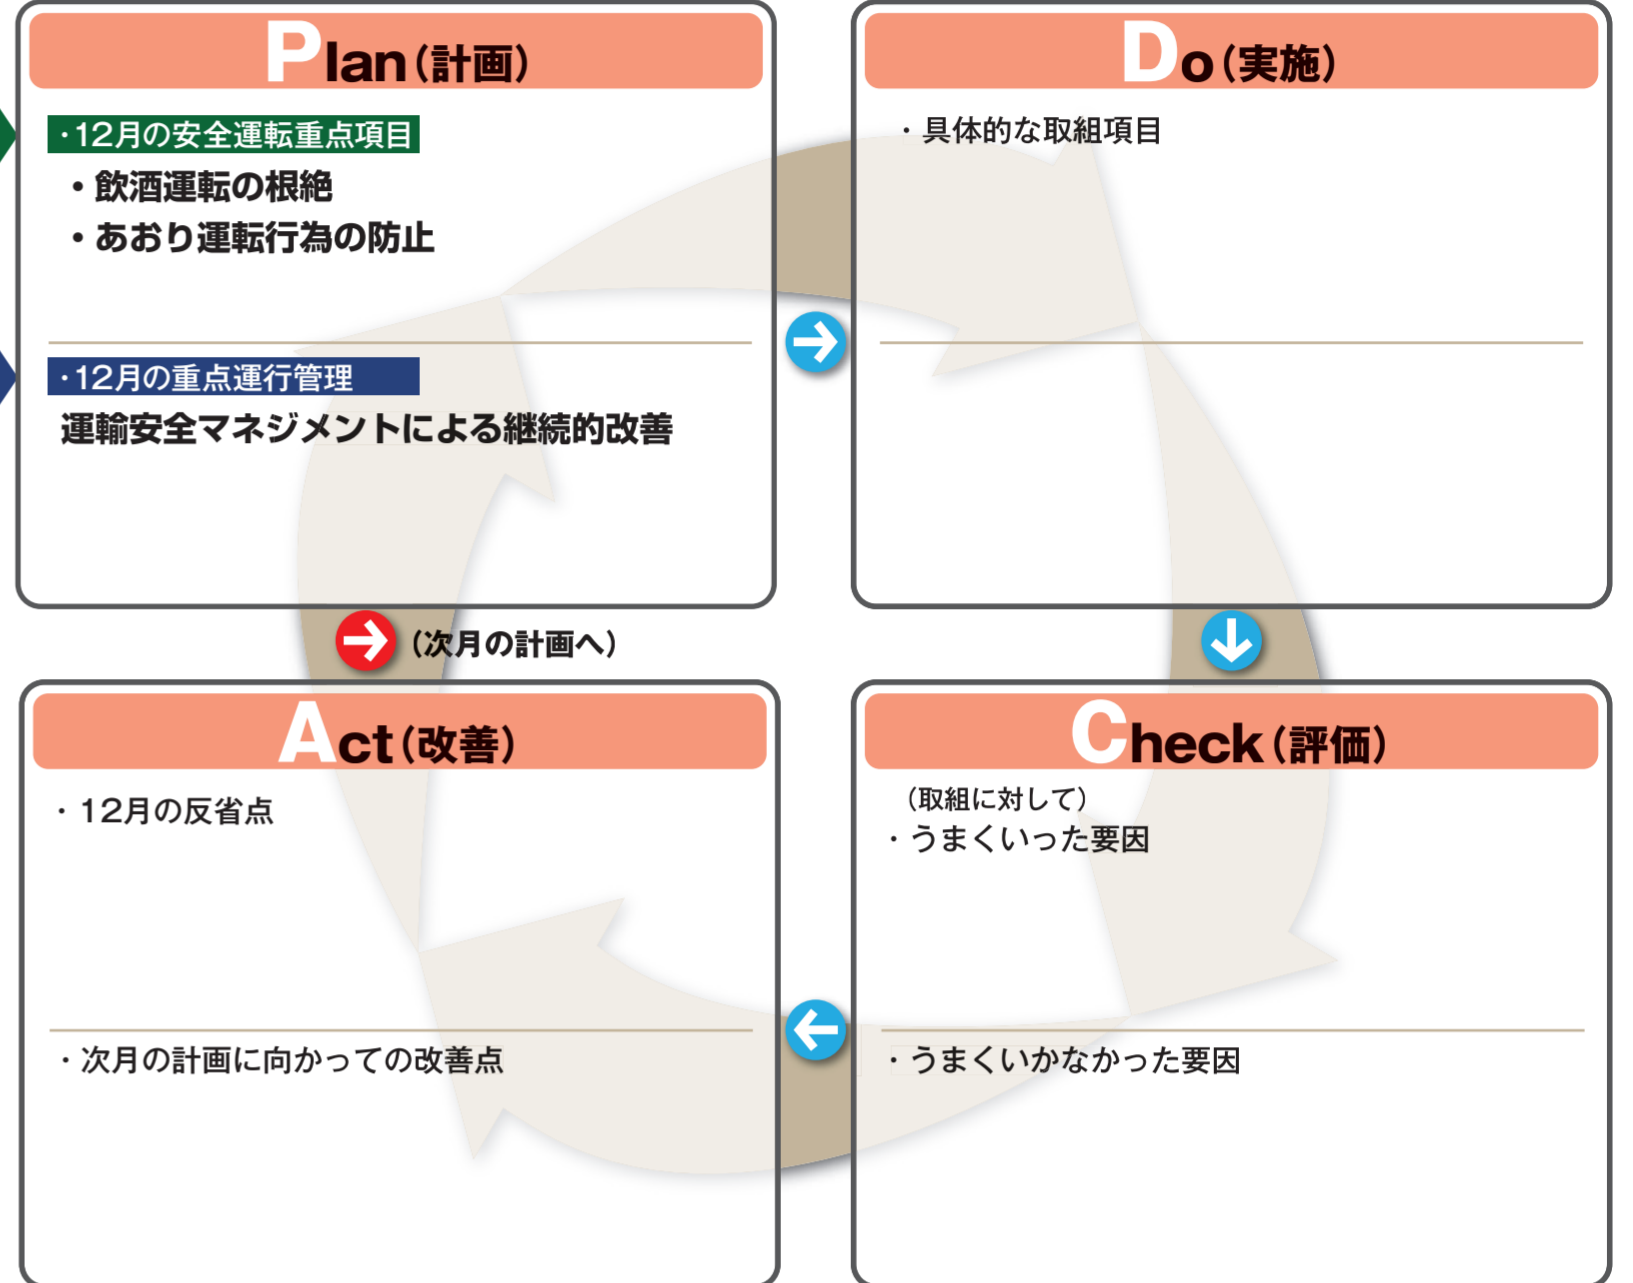 Plan(計画)
・12月の安全運転重点項目
・飲酒運転の根絶
・あおり運転行為の防止
・12月の重点運行管理
運輸安全マネジメントによる継続的改善
Do(実施)
・具体的な取組項目
(次月の計画へ)
Act(改善)
・12月の反省点
・次月の計画に向かっての改善点
Check(評価)
(取組に対して)
・うまくいった要因
・うまくいかなかった要因